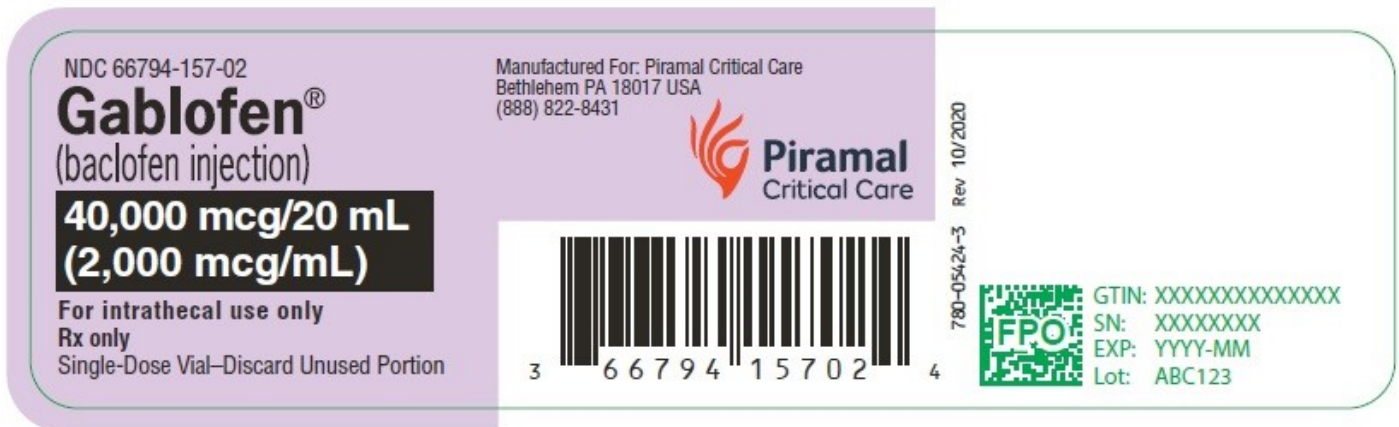 NDC 66794-157-02
Gablofen®
(baclofen injection)
40,000 mcg/20 mL
(2,000 mcg/mL)
For intrathecal use only
Rx only
Single-Dose Vial–Discard Unused Portion
Manufactured For: Piramal Critical Care
Bethlehem PA 18017 USA
(888) 822-8431
Piramal
Critical Care
3 66794 15702 4
780-05424-3 Rev 10/2020
FPO
GTIN: XXXXXXXXXXXXXX
SN: XXXXXXXX
EXP: YYYY-MM
Lot: ABC123